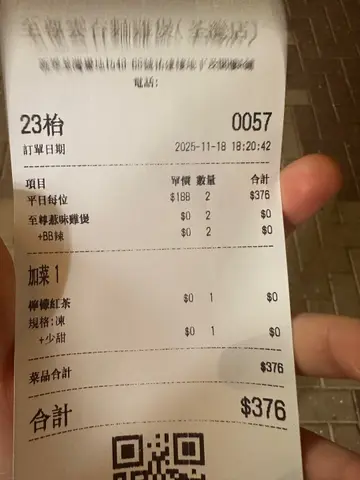 電話:
23枱 0057
訂單日期 2025-11-18 18:20:42
項目 單價 數量 合計
平日每位 $188 2 $376
至尊惹味雞煲 $0 2 $0
+BB辣 $0 2 $0
加菜 1
檸檬紅茶 $0 1 $0
規格:凍
+少甜 $0 1 $0
菜品合計 $376
合計 $376